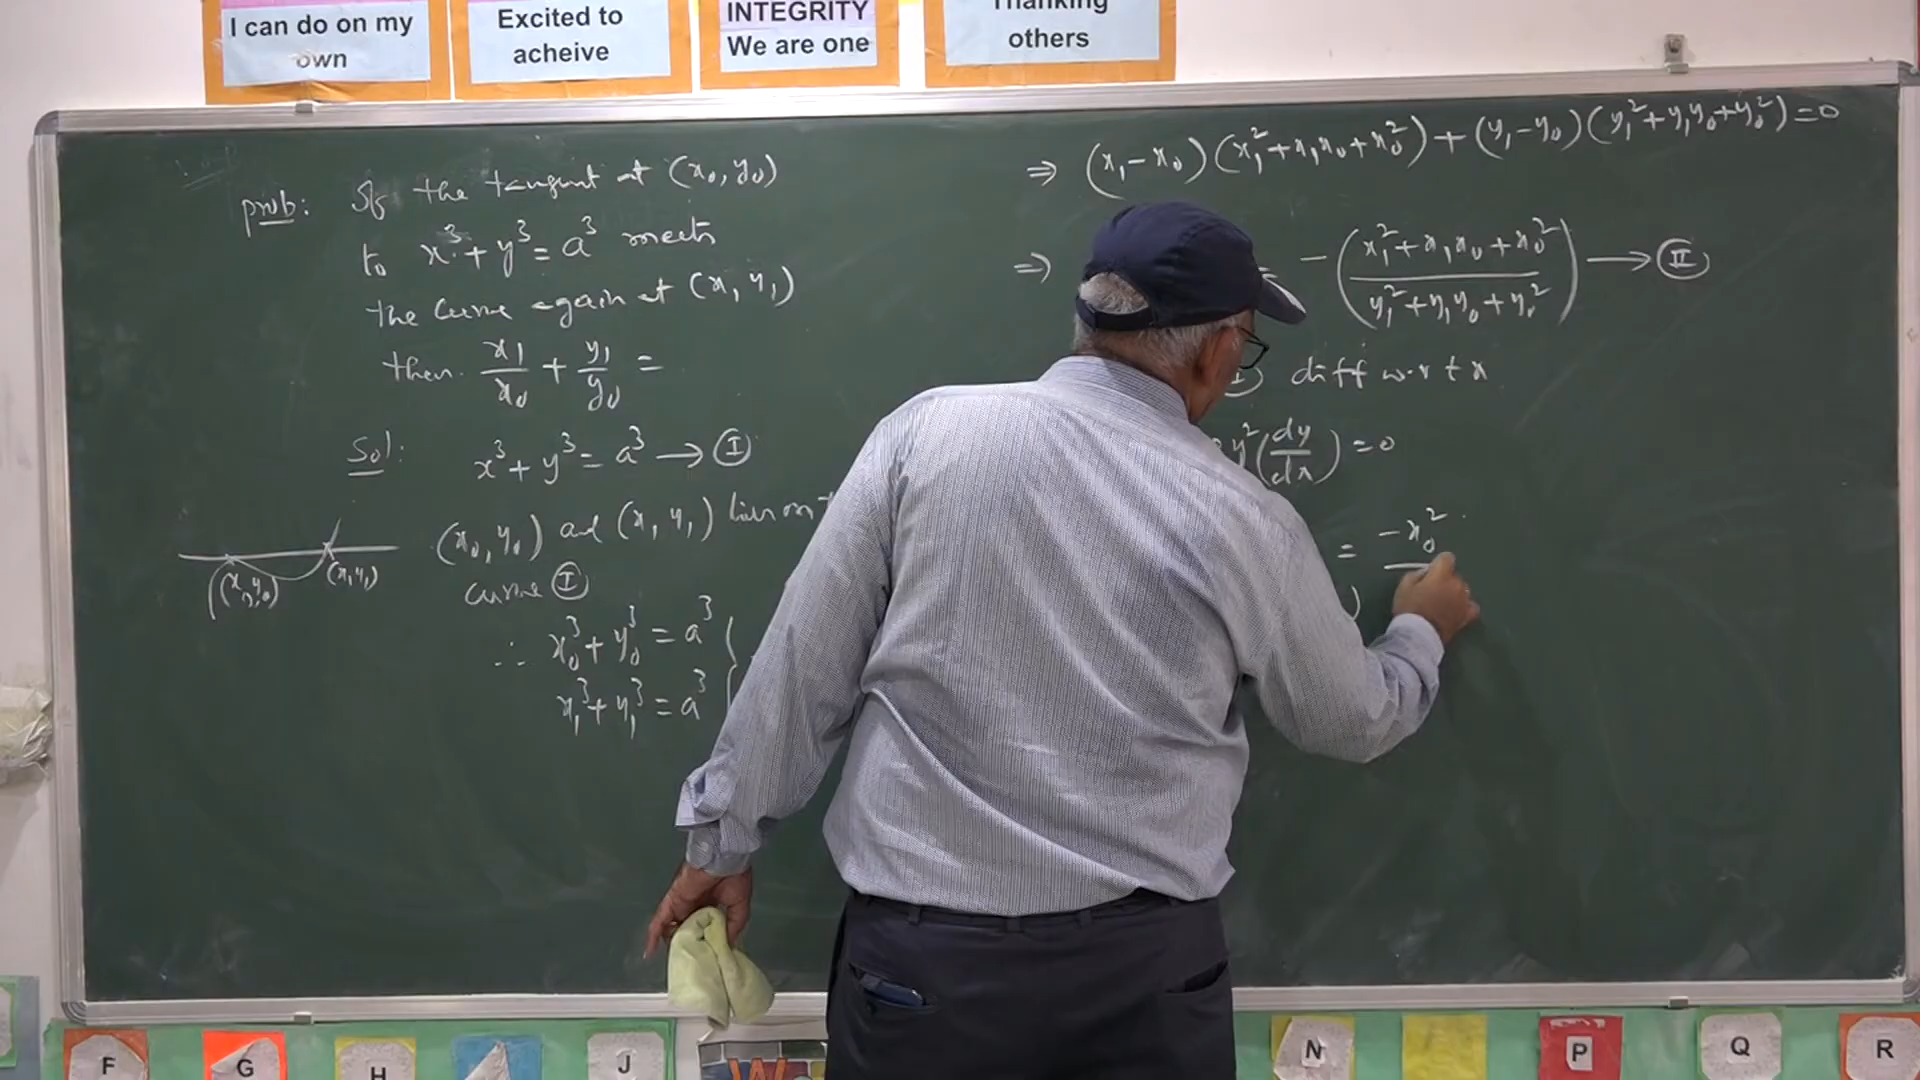 I can do on my
own
Excited to
acheive
INTEGRITY
We are one
Thanking
others
prob: If the tangent at (x₀, y₀)
to x³ + y³ = a³ meets
the curve again at (x₁ y₁)
then x₁/x₀ + y₁/y₀ =
Sol: x³ + y³ = a³ → Ⅰ
(x₀, y₀) and (x₁ y₁) lies on
curve Ⅰ
∴ x₀³ + y₀³ = a³
x₁³ + y₁³ = a³
(x₀, y₀)
(x₁ y₁)
⇒ (x₁ − x₀)(x₁² + x₁x₀ + x₀²) + (y₁ − y₀)(y₁² + y₁y₀ + y₀²) = 0
⇒ = −((x₁² + x₁x₀ + x₀²)/(y₁² + y₁y₀ + y₀²)) → Ⅱ
Ⅰ diff w.r t x
y²(dy/dx) = 0
= −x₀²
F
G
H
J
W
N
P
Q
R